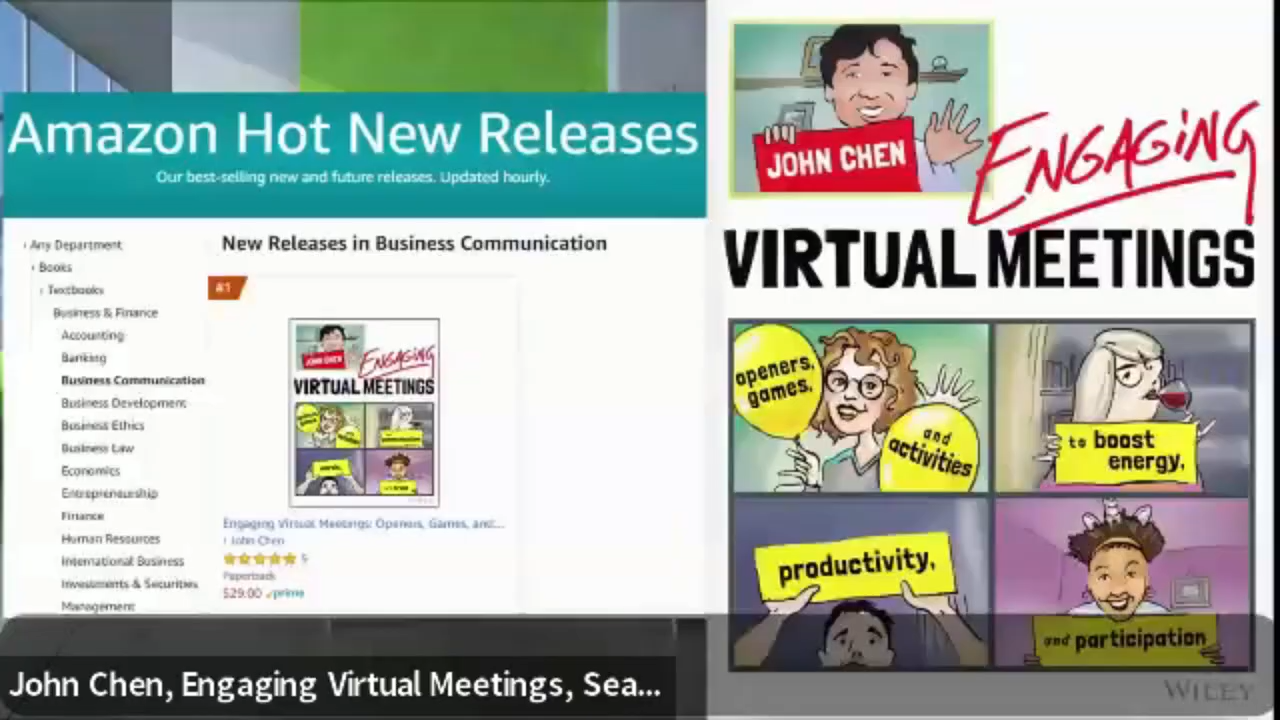 Amazon Hot New Releases
Our best-selling new and future releases. Updated hourly.
‹ Any Department
‹ Books
‹ Textbooks
Business & Finance
Accounting
Banking
Business Communication
Business Development
Business Ethics
Business Law
Economics
Entrepreneurship
Finance
Human Resources
International Business
Investments & Securities
Management
New Releases in Business Communication
#1
JOHN CHEN
ENGAGING
VIRTUAL MEETINGS
Engaging Virtual Meetings: Openers, Games, and...
John Chen
5
Paperback
$29.00 prime
JOHN CHEN
ENGAGING
VIRTUAL MEETINGS
openers,
games,
and
activities
to boost
energy,
productivity,
and participation
WILEY
John Chen, Engaging Virtual Meetings, Sea...